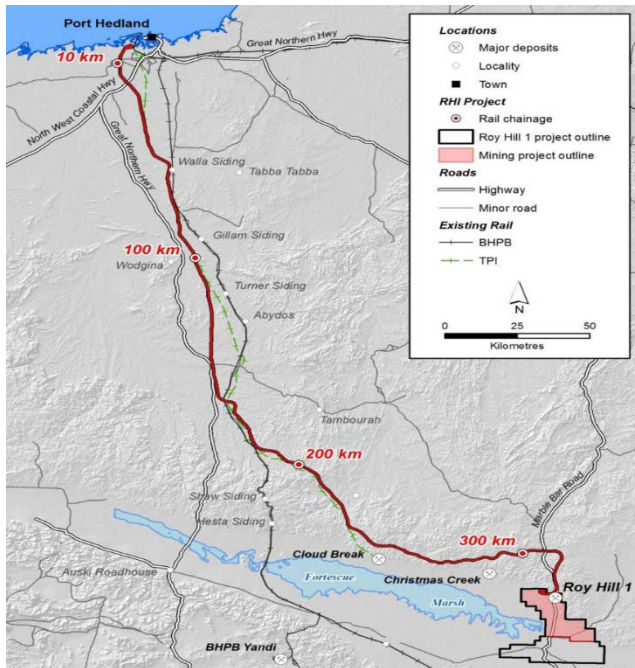 Port Hedland
10 km
Great Northern Hwy
North West Coastal Hwy
Great Northern Hwy
Walla Siding
Tabba Tabba
Gillam Siding
100 km
Wodgina
Turner Siding
Abydos
Tambourah
200 km
Shaw Siding
Hesta Siding
Marble Bar Road
300 km
Cloud Break
Christmas Creek
Auski Roadhouse
Fortescue
Marsh
Roy Hill 1
BHPB Yandi
Locations
Major deposits
Locality
Town
RHI Project
Rail chainage
Roy Hill 1 project outline
Mining project outline
Roads
Highway
Minor road
Existing Rail
BHPB
TPI
N
0 25 50
Kilometres